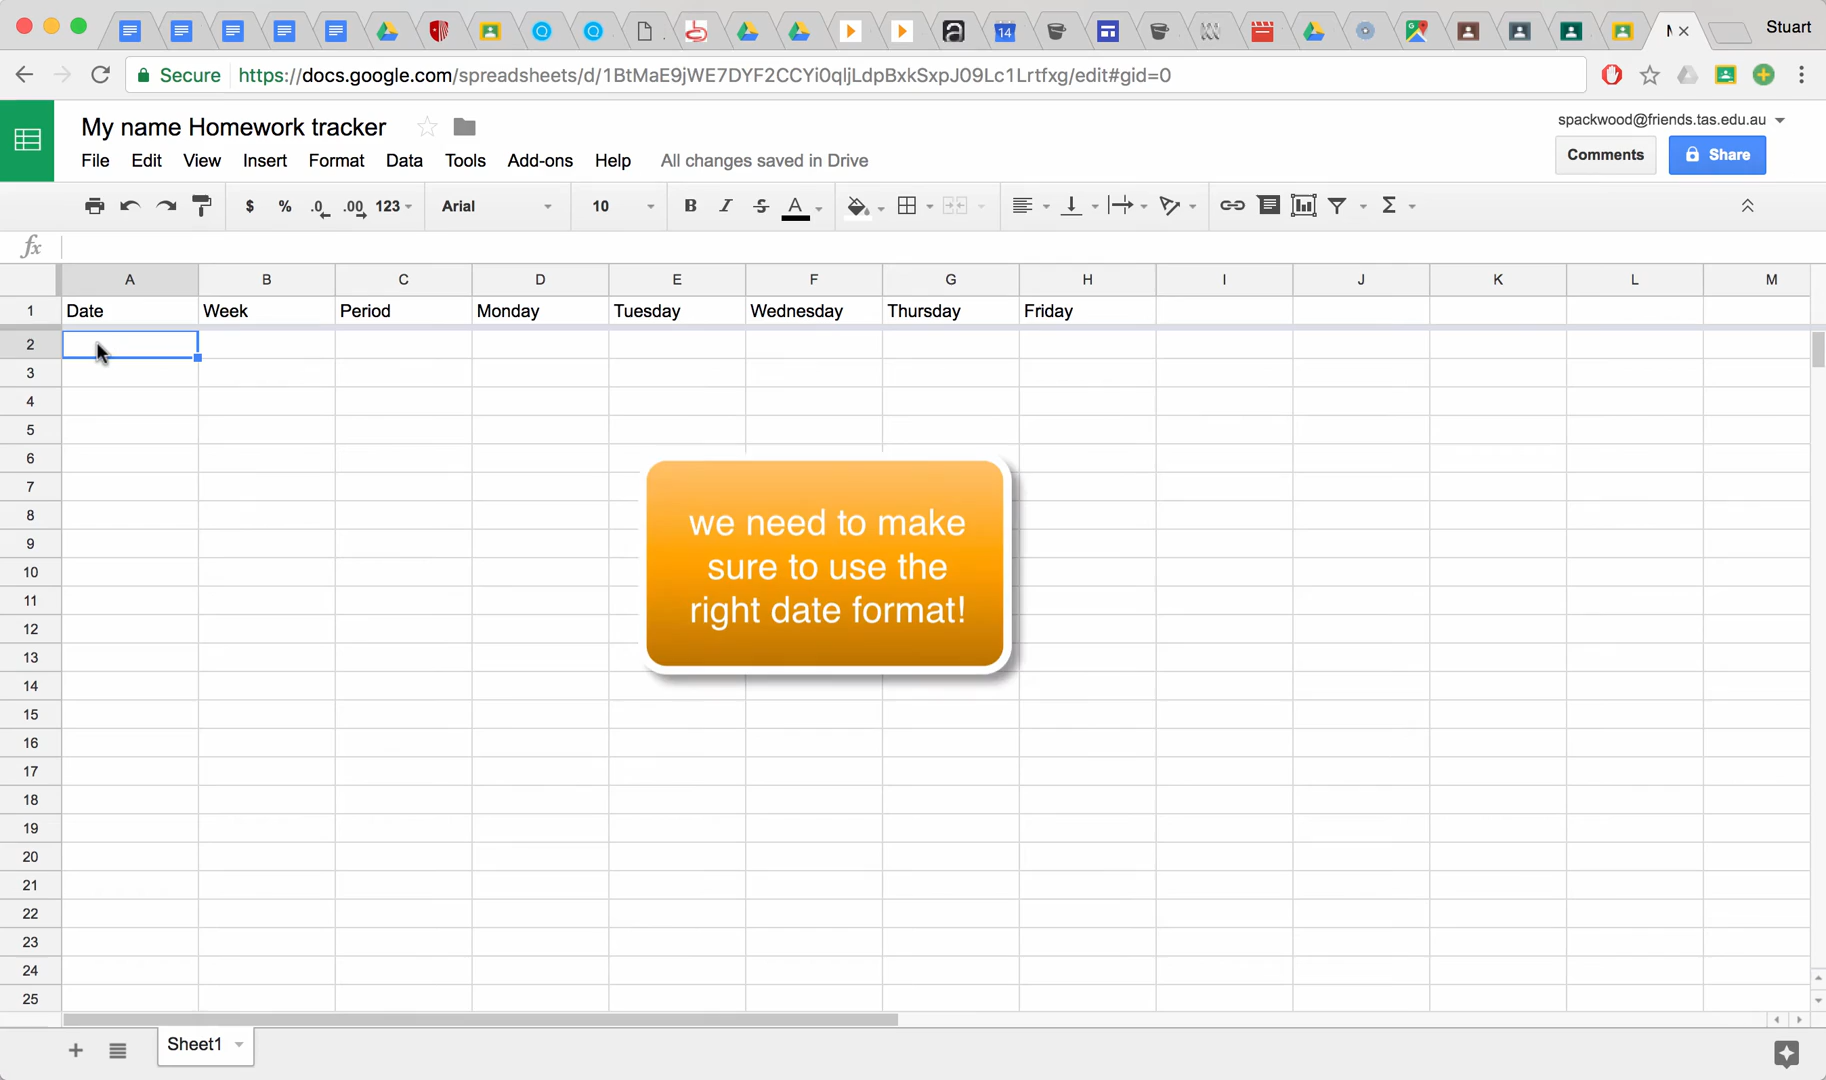 Stuart
Secure https://docs.google.com/spreadsheets/d/1BtMaE9jWE7DYF2CCYi0qljLdpBxkSxpJ09Lc1Lrtfxg/edit#gid=0
My name Homework tracker
spackwood@friends.tas.edu.au
File Edit View Insert Format Data Tools Add-ons Help All changes saved in Drive
Comments Share
$ % .0 .00 123 Arial 10 B I S A Σ
fx
A B C D E F G H I J K L M
1 Date Week Period Monday Tuesday Wednesday Thursday Friday
2
3
4
5
6
7
8
9
10
11
12
13
14
15
16
17
18
19
20
21
22
23
24
25
we need to make
sure to use the
right date format!
Sheet1